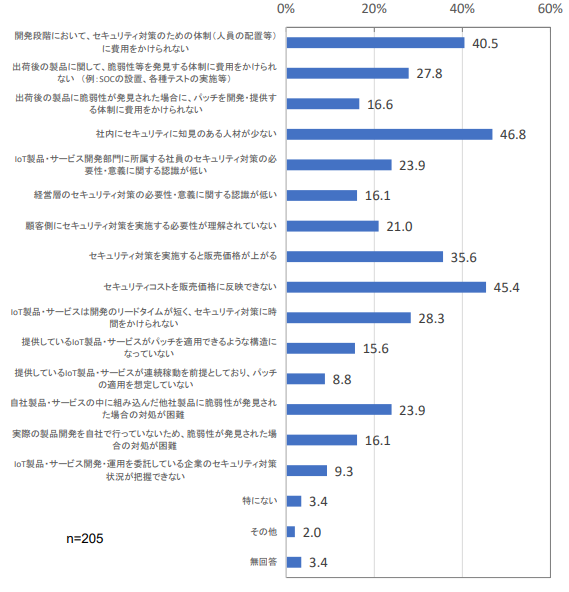 0% 20% 40% 60%
開発段階において、セキュリティ対策のための体制(人員の配置等)
に費用をかけられない
40.5
出荷後の製品に関して、脆弱性等を発見する体制に費用をかけられ
ない (例:SOCの設置、各種テストの実施等)
27.8
出荷後の製品に脆弱性が発見された場合に、パッチを開発・提供す
る体制に費用をかけられない
16.6
社内にセキュリティに知見のある人材が少ない
46.8
IoT製品・サービス開発部門に所属する社員のセキュリティ対策の必
要性・意義に関する認識が低い
23.9
経営層のセキュリティ対策の必要性・意義に関する認識が低い
16.1
顧客側にセキュリティ対策を実施する必要性が理解されていない
21.0
セキュリティ対策を実施すると販売価格が上がる
35.6
セキュリティコストを販売価格に反映できない
45.4
IoT製品・サービスは開発のリードタイムが短く、セキュリティ対策に時
間をかけられない
28.3
提供しているIoT製品・サービスがパッチを適用できるような構造に
なっていない
15.6
提供しているIoT製品・サービスが連続稼動を前提としており、パッチ
の適用を想定していない
8.8
自社製品・サービスの中に組み込んだ他社製品に脆弱性が発見され
た場合の対処が困難
23.9
実際の製品開発を自社で行っていないため、脆弱性が発見された場
合の対処が困難
16.1
IoT製品・サービス開発・運用を委託している企業のセキュリティ対策
状況が把握できない
9.3
特にない
3.4
その他
2.0
無回答
3.4
n=205